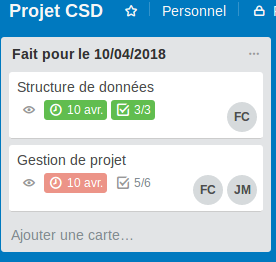 Projet CSD Personnel
Fait pour le 10/04/2018
Structure de données
10 avr. 3/3
FC
Gestion de projet
10 avr. 5/6
FC JM
Ajouter une carte…